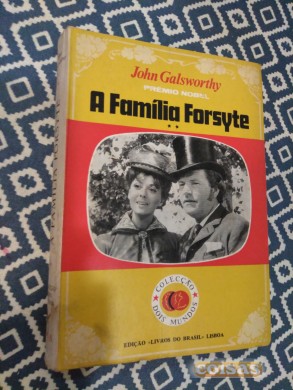 John Galsworthy
PRÉMIO NOBEL
A Família Forsyte
COLECÇÃO
DOIS MUNDOS
EDIÇÃO «LIVROS DO BRASIL» LISBOA
coisas